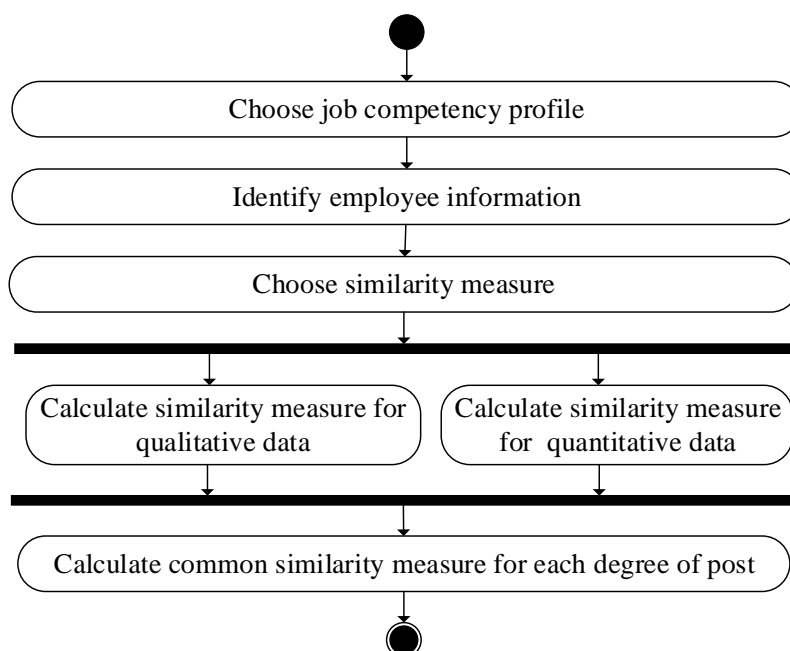 Choose job competency profile
Identify employee information
Choose similarity measure
Calculate similarity measure for
qualitative data
Calculate similarity measure
for  quantitative data
Calculate common similarity measure for each degree of post